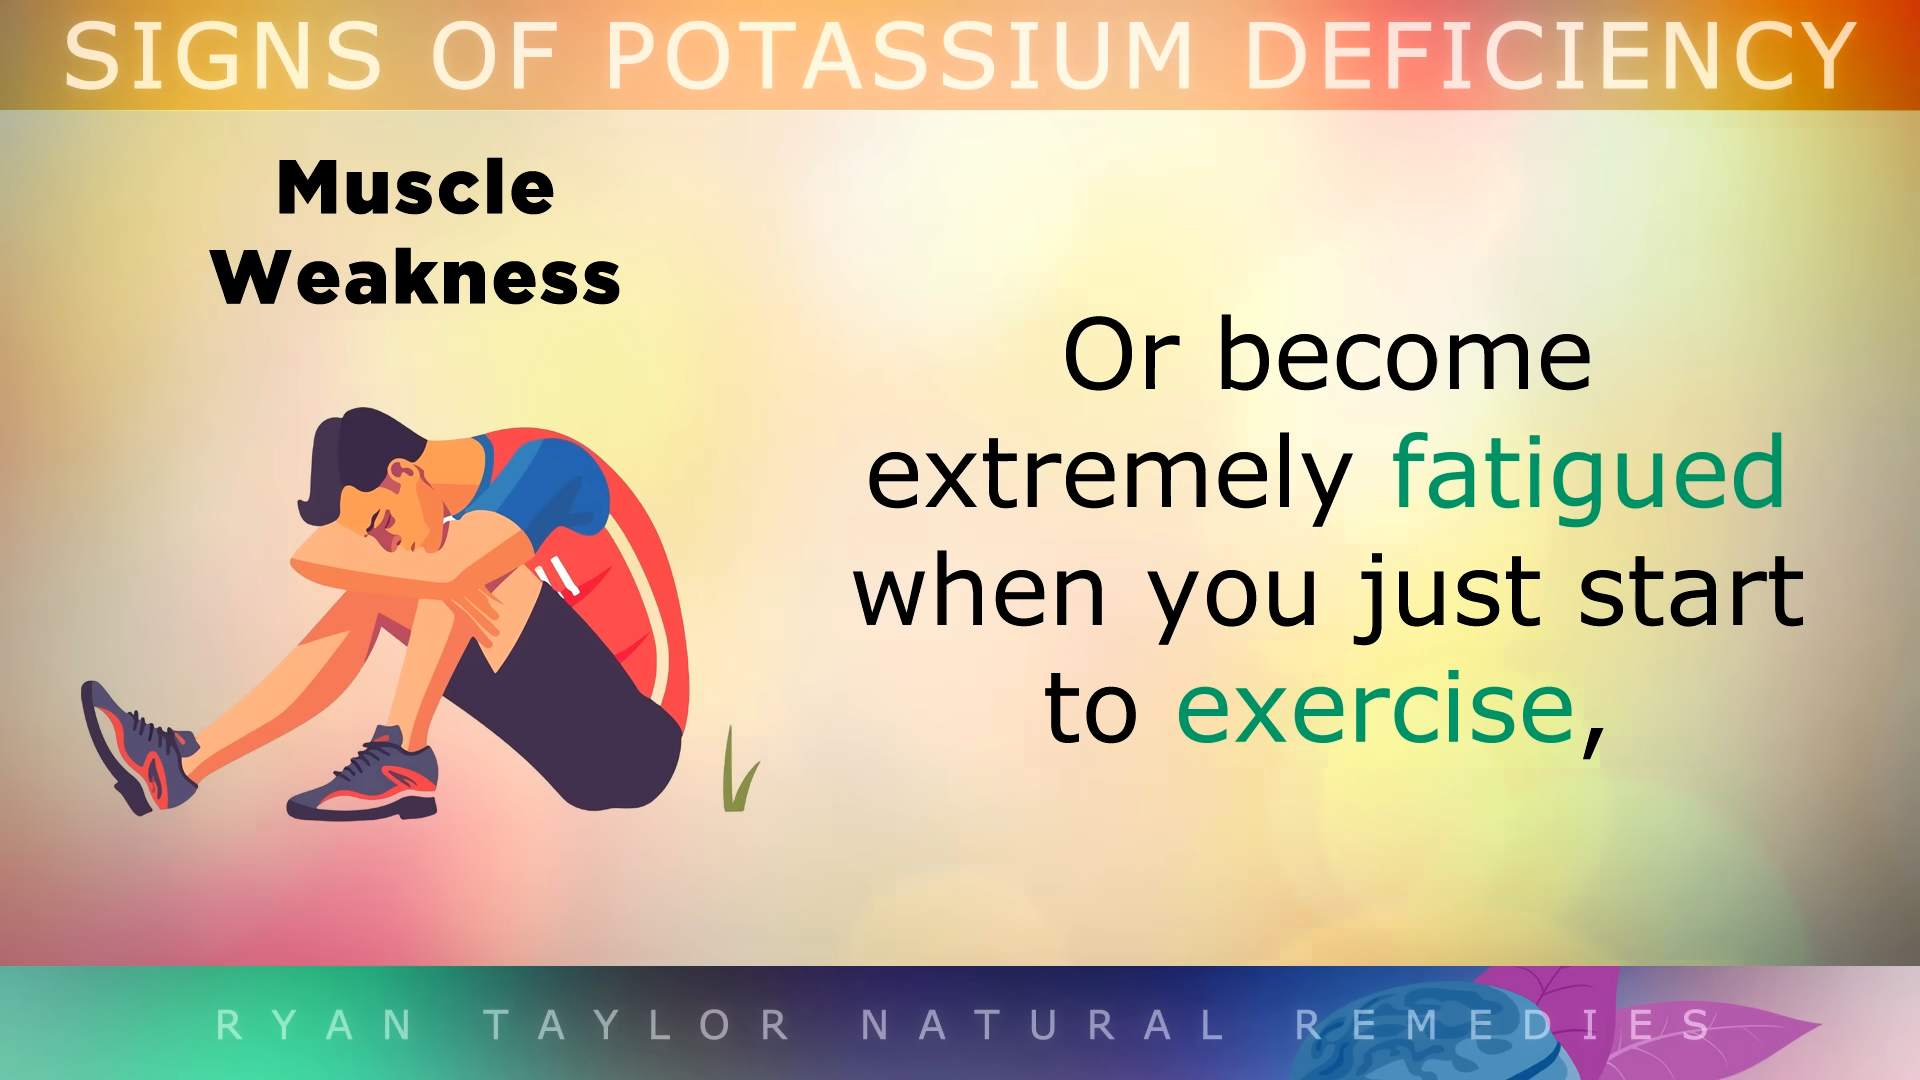 SIGNS OF POTASSIUM DEFICIENCY
Muscle
Weakness
Or become
extremely fatigued
when you just start
to exercise,
RYAN TAYLOR NATURAL REMEDIES